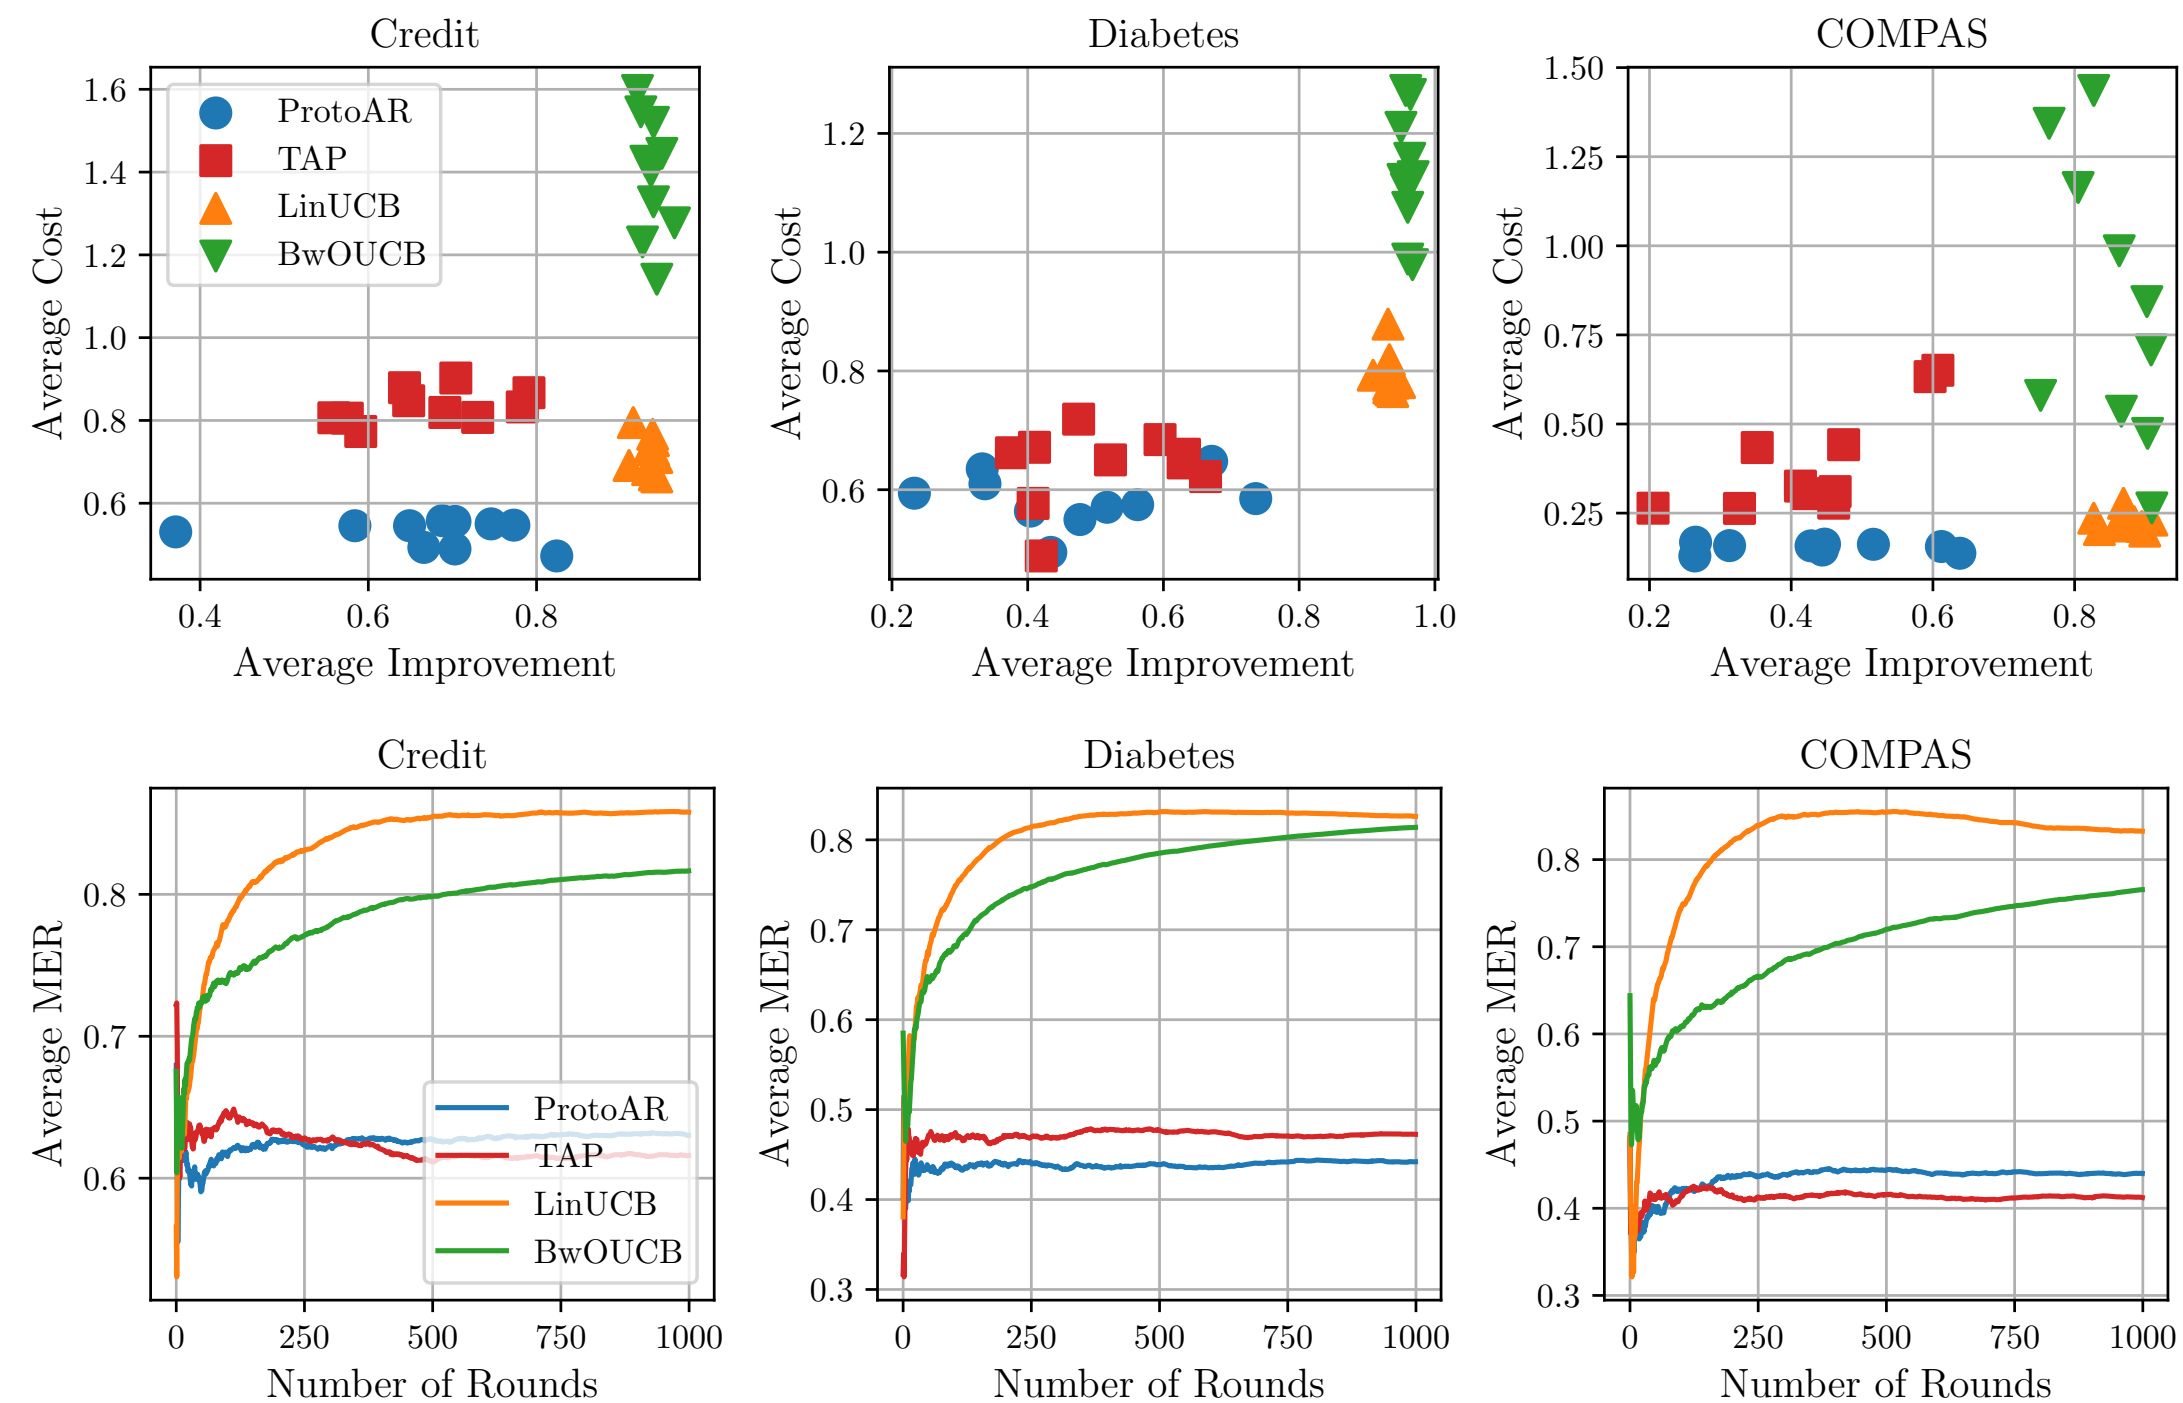 Credit
1.6
1.4
1.2
1.0
0.8
0.6
Average Cost
ProtoAR
TAP
LinUCB
BwOUCB
0.4 0.6 0.8
Average Improvement
Diabetes
1.2
1.0
0.8
0.6
Average Cost
0.2 0.4 0.6 0.8 1.0
Average Improvement
COMPAS
1.50
1.25
1.00
0.75
0.50
0.25
Average Cost
0.2 0.4 0.6 0.8
Average Improvement
Credit
0.8
0.7
0.6
Average MER
ProtoAR
TAP
LinUCB
BwOUCB
0 250 500 750 1000
Number of Rounds
Diabetes
0.8
0.7
0.6
0.5
0.4
0.3
Average MER
0 250 500 750 1000
Number of Rounds
COMPAS
0.8
0.7
0.6
0.5
0.4
0.3
Average MER
0 250 500 750 1000
Number of Rounds